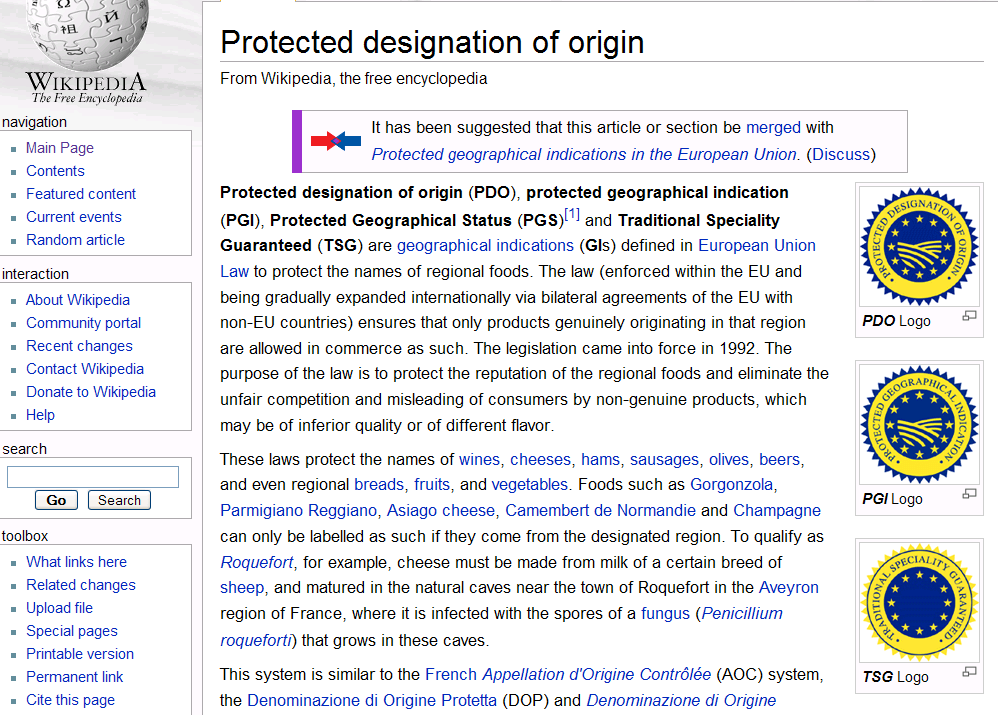 WIKIPEDIA
The Free Encyclopedia
navigation
Main Page
Contents
Featured content
Current events
Random article
interaction
About Wikipedia
Community portal
Recent changes
Contact Wikipedia
Donate to Wikipedia
Help
search
Go Search
toolbox
What links here
Related changes
Upload file
Special pages
Printable version
Permanent link
Cite this page
Protected designation of origin
From Wikipedia, the free encyclopedia
It has been suggested that this article or section be merged with
Protected geographical indications in the European Union. (Discuss)
Protected designation of origin (PDO), protected geographical indication
(PGI), Protected Geographical Status (PGS)[1] and Traditional Speciality
Guaranteed (TSG) are geographical indications (GIs) defined in European Union
Law to protect the names of regional foods. The law (enforced within the EU and
being gradually expanded internationally via bilateral agreements of the EU with
non-EU countries) ensures that only products genuinely originating in that region
are allowed in commerce as such. The legislation came into force in 1992. The
purpose of the law is to protect the reputation of the regional foods and eliminate the
unfair competition and misleading of consumers by non-genuine products, which
may be of inferior quality or of different flavor.
These laws protect the names of wines, cheeses, hams, sausages, olives, beers,
and even regional breads, fruits, and vegetables. Foods such as Gorgonzola,
Parmigiano Reggiano, Asiago cheese, Camembert de Normandie and Champagne
can only be labelled as such if they come from the designated region. To qualify as
Roquefort, for example, cheese must be made from milk of a certain breed of
sheep, and matured in the natural caves near the town of Roquefort in the Aveyron
region of France, where it is infected with the spores of a fungus (Penicillium
roqueforti) that grows in these caves.
This system is similar to the French Appellation d'Origine Contrôlée (AOC) system,
the Denominazione di Origine Protetta (DOP) and Denominazione di Origine
PROTECTED DESIGNATION OF ORIGIN
PDO Logo
PROTECTED GEOGRAPHICAL INDICATION
PGI Logo
TRADITIONAL SPECIALITY GUARANTEED
TSG Logo